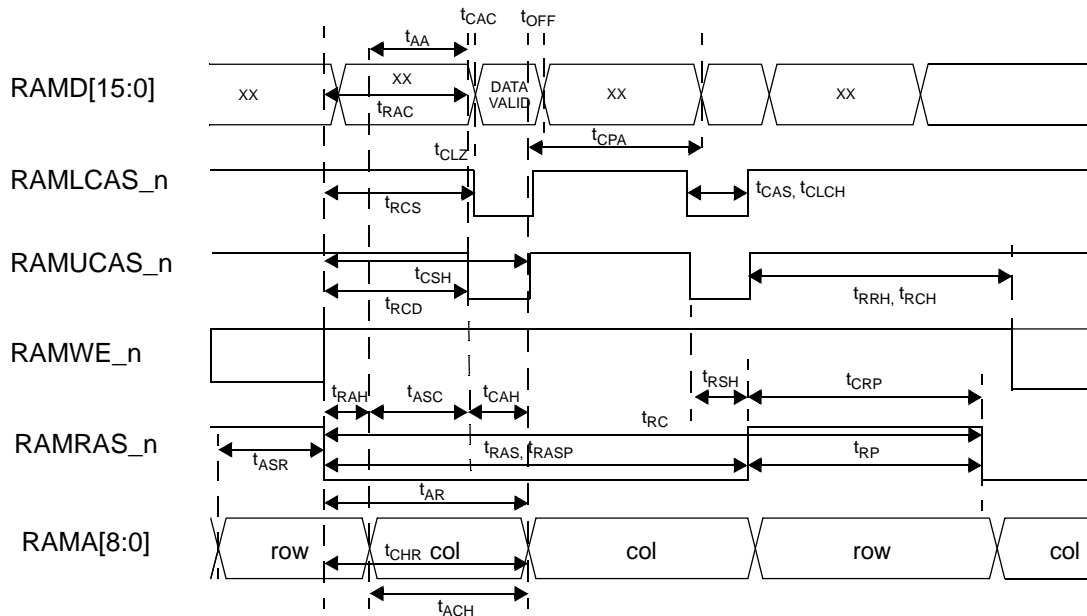 tCAC tOFF
tAA
RAMD[15:0] XX XX DATA VALID XX XX
tRAC
tCPA
tCLZ
RAMLCAS_n
tRCS
tCAS, tCLCH
RAMUCAS_n
tCSH
tRCD
tRRH, tRCH
RAMWE_n
tRAH tASC tCAH tRSH tCRP
tRC
RAMRAS_n
tASR
tRAS, tRASP
tRP
tAR
RAMA[8:0] row col col row col
tCHR
tACH